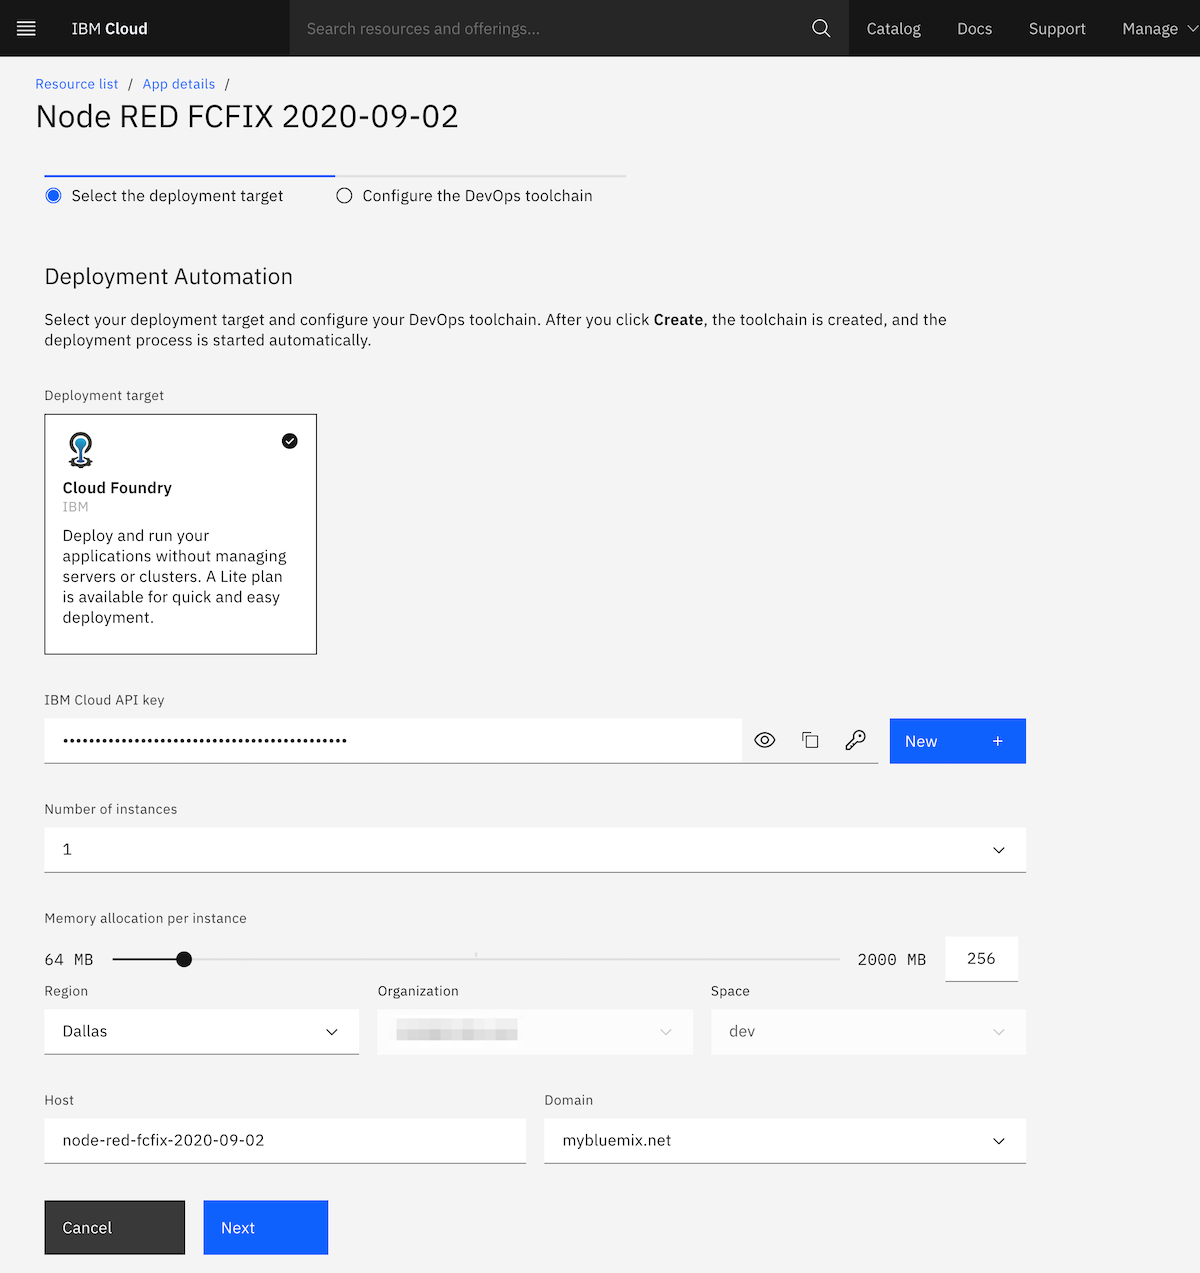 IBM Cloud
Search resources and offerings...
Catalog
Docs
Support
Manage
Resource list / App details /
Node RED FCFIX 2020-09-02
Select the deployment target
Configure the DevOps toolchain
Deployment Automation
Select your deployment target and configure your DevOps toolchain. After you click Create, the toolchain is created, and the
deployment process is started automatically.
Deployment target
Cloud Foundry
IBM
Deploy and run your
applications without managing
servers or clusters. A Lite plan
is available for quick and easy
deployment.
IBM Cloud API key
New +
Number of instances
1
Memory allocation per instance
64 MB
2000 MB
256
Region
Organization
Space
Dallas
dev
Host
Domain
node-red-fcfix-2020-09-02
mybluemix.net
Cancel
Next